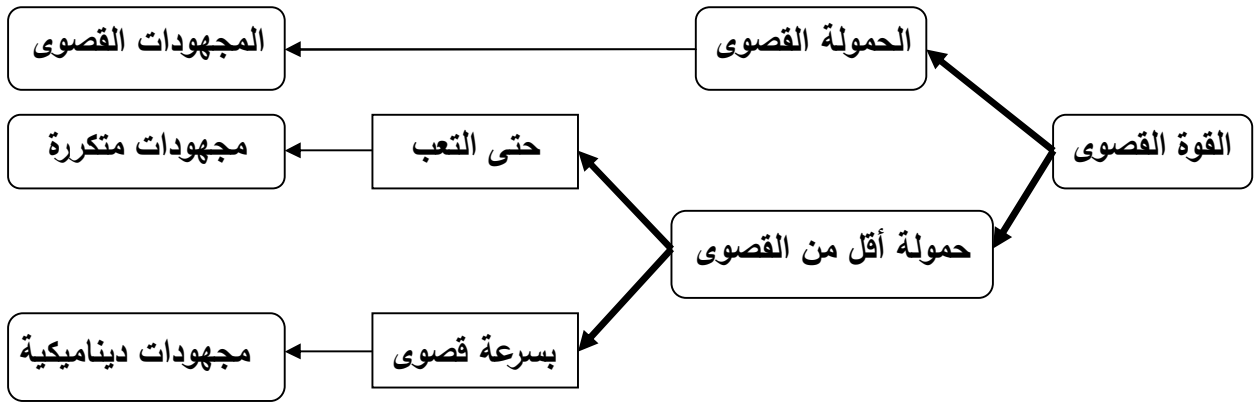 الحمولة القصوى
المجهودات القصوى
القوة القصوى
حتى التعب
مجهودات متكررة
حمولة أقل من القصوى
بسرعة قصوى
مجهودات ديناميكية